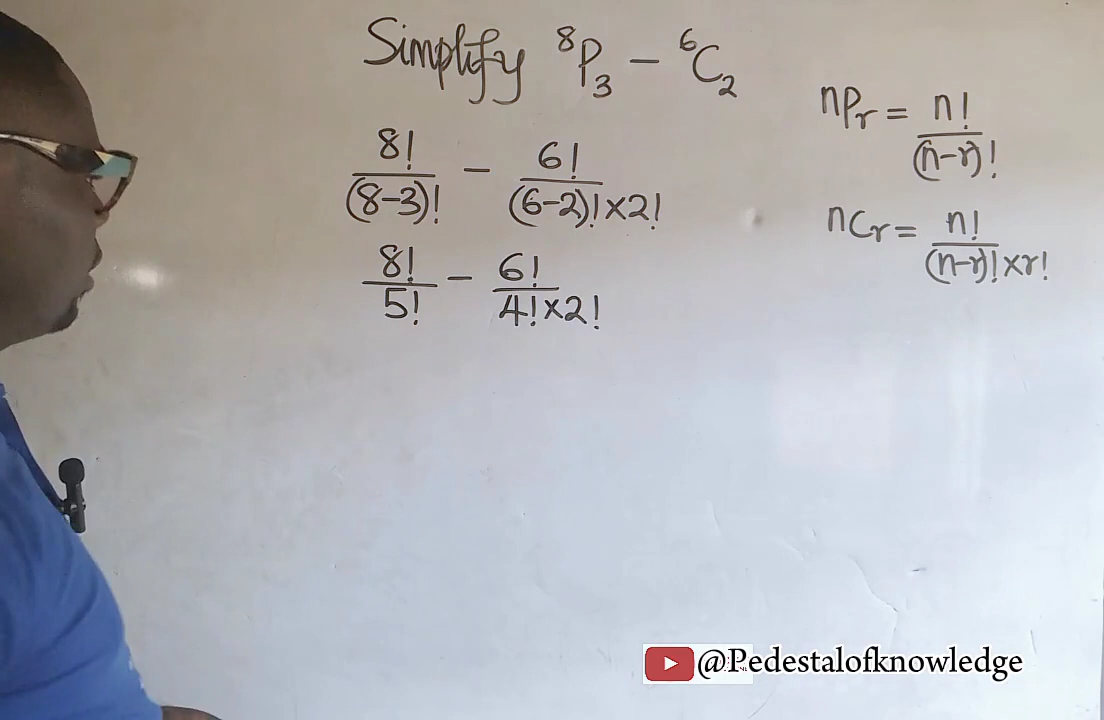 Simplify ⁸P₃ − ⁶C₂
8!/(8−3)! − 6!/(6−2)!×2!
8!/5! − 6!/4!×2!
nPr = n!/(n−r)!
nCr = n!/(n−r)!×r!
@Pedestalofknowledge